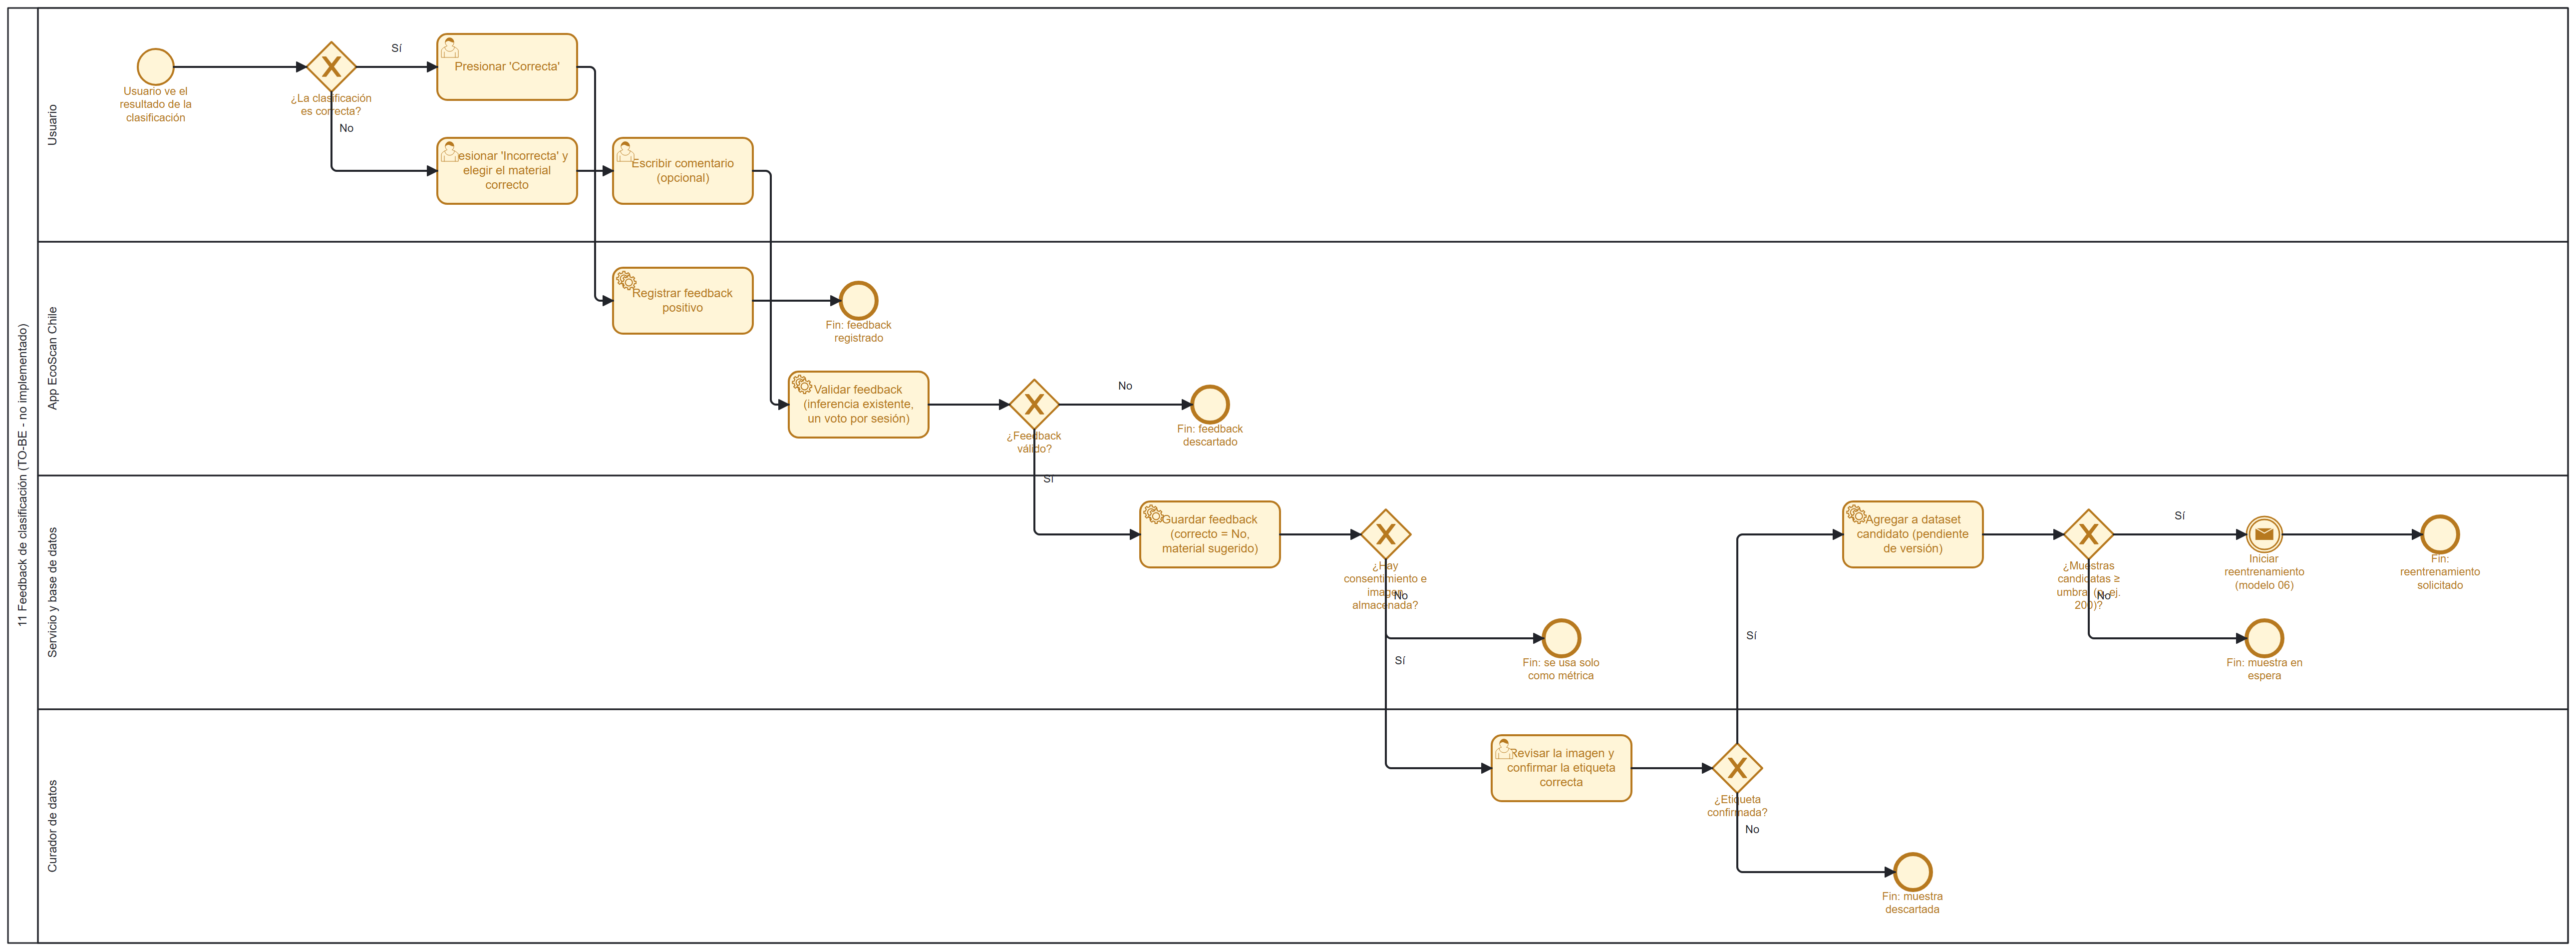 11 Feedback de clasificación (TO-BE - no implementado)
Usuario
Usuario ve el
resultado de la
clasificación
¿La clasificación
es correcta?
Sí
No
Presionar 'Correcta'
esionar 'Incorrecta' y
elegir el material
correcto
Escribir comentario
(opcional)
App EcoScan Chile
Registrar feedback
positivo
Fin: feedback
registrado
Validar feedback
(inferencia existente,
un voto por sesión)
¿Feedback
válido?
No
Sí
Fin: feedback
descartado
Servicio y base de datos
Guardar feedback
(correcto = No,
material sugerido)
¿Hay
consentimiento e
imagen
almacenada?
No
Sí
Fin: se usa solo
como métrica
Sí
Agregar a dataset
candidato (pendiente
de versión)
¿Muestras
candidatas ≥
umbral (p. ej.
200)?
Sí
No
Iniciar
reentrenamiento
(modelo 06)
Fin:
reentrenamiento
solicitado
Fin: muestra en
espera
Curador de datos
Revisar la imagen y
confirmar la etiqueta
correcta
¿Etiqueta
confirmada?
No
Fin: muestra
descartada